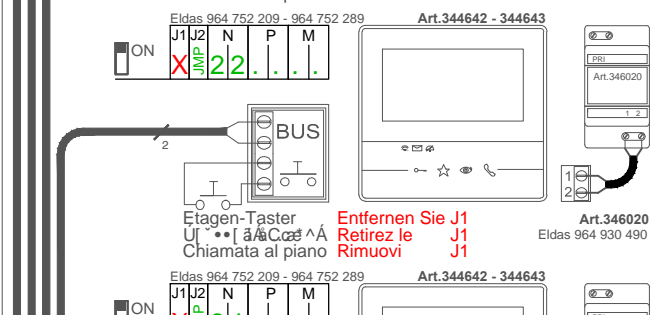 Eldas 964 752 209 - 964 752 289
Art.344642 - 344643
J1 J2 N P M
ON
X JMP 2 2 . . . .
PRI
Art.346020
1 2
BUS
2
1
2
Etagen-Taster Entfernen Sie J1
Retirez le J1
Chiamata al piano Rimuovi J1
Art.346020
Eldas 964 930 490
Eldas 964 752 209 - 964 752 289
Art.344642 - 344643
J1 J2 N P M
ON